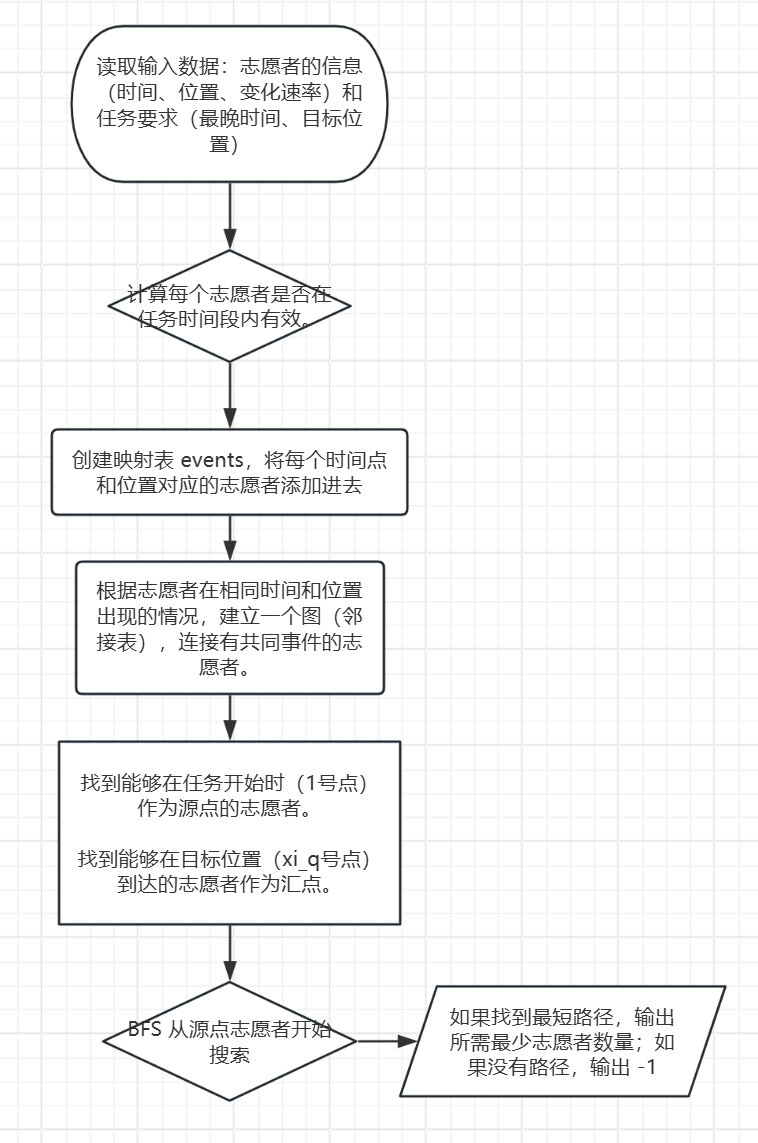 读取输入数据：志愿者的信息
（时间、位置、变化速率）和
任务要求（最晚时间、目标位
置）
计算每个志愿者是否在
任务时间段内有效。
创建映射表 events，将每个时间点
和位置对应的志愿者添加进去
根据志愿者在相同时间和位置
出现的情况，建立一个图（邻
接表），连接有共同事件的志
愿者。
找到能够在任务开始时（1号点）
作为源点的志愿者。
找到能够在目标位置（xi_q号点）
到达的志愿者作为汇点。
BFS 从源点志愿者开始
搜索
如果找到最短路径，输出
所需最少志愿者数量；如
果没有路径，输出 -1